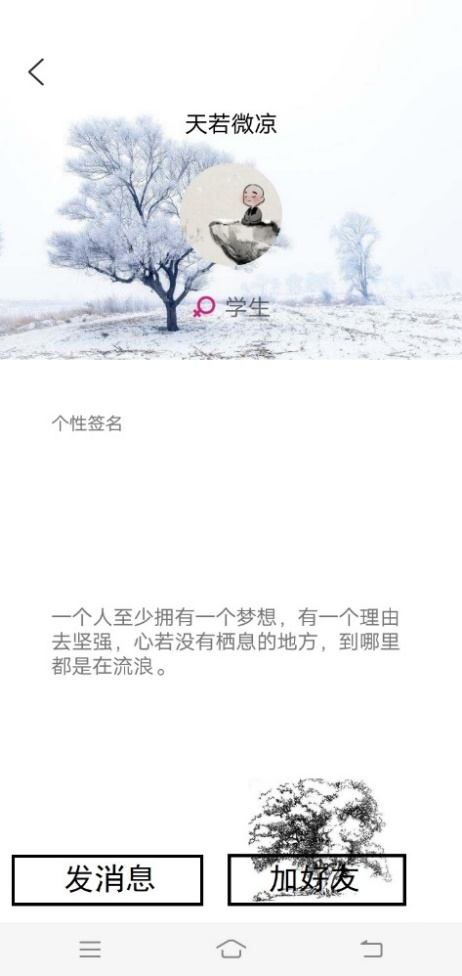 天若微凉
学生
个性签名
一个人至少拥有一个梦想，有一个理由
去坚强，心若没有栖息的地方，到哪里
都是在流浪。
发消息
加好友